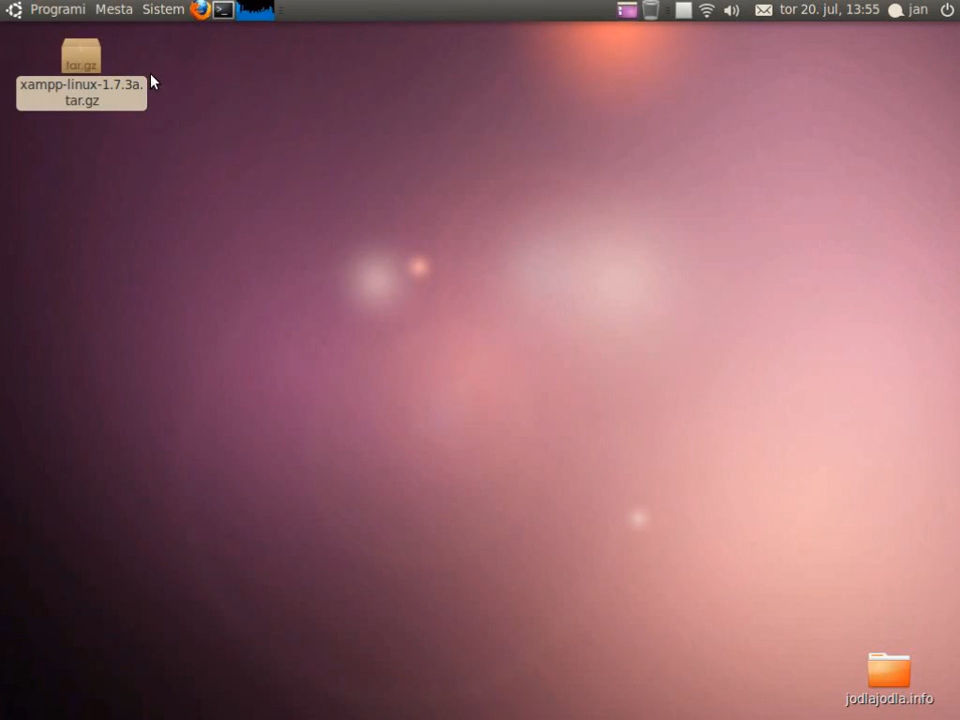 Programi Mesta Sistem tor 20. jul, 13:55 jan
tar.gz
xampp-linux-1.7.3a.
tar.gz
jodlajodla.info